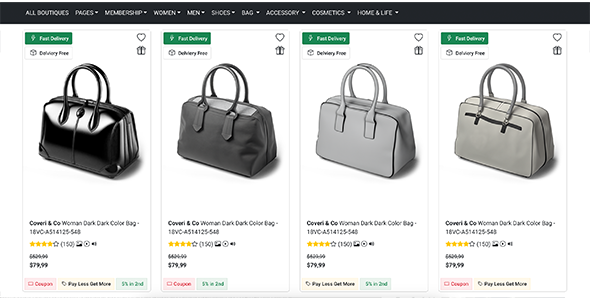 ALL BOUTIQUES PAGES MEMBERSHIP WOMEN MEN SHOES BAG ACCESSORY COSMETICS HOME & LIFE
Fast Delivery
Delviery Free
Coveri & Co Woman Dark Dark Color Bag -
18VC-A514125-548
(150)
$829,99
$79,99
Coupon Pay Less Get More 5% in 2nd
Fast Delivery
Delviery Free
Coveri & Co Woman Dark Dark Color Bag -
18VC-A514125-548
(150)
$829,99
$79,99
Coupon 5% in 2nd
Fast Delivery
Delviery Free
Coveri & Co Woman Dark Dark Color Bag -
18VC-A514125-548
(150)
$829,99
$79,99
Pay Less Get More 5% in 2nd
Fast Delivery
Delviery Free
Coveri & Co Woman Dark Dark Color Bag -
18VC-A514125-548
(150)
$829,99
$79,99
Coupon Pay Less Get More